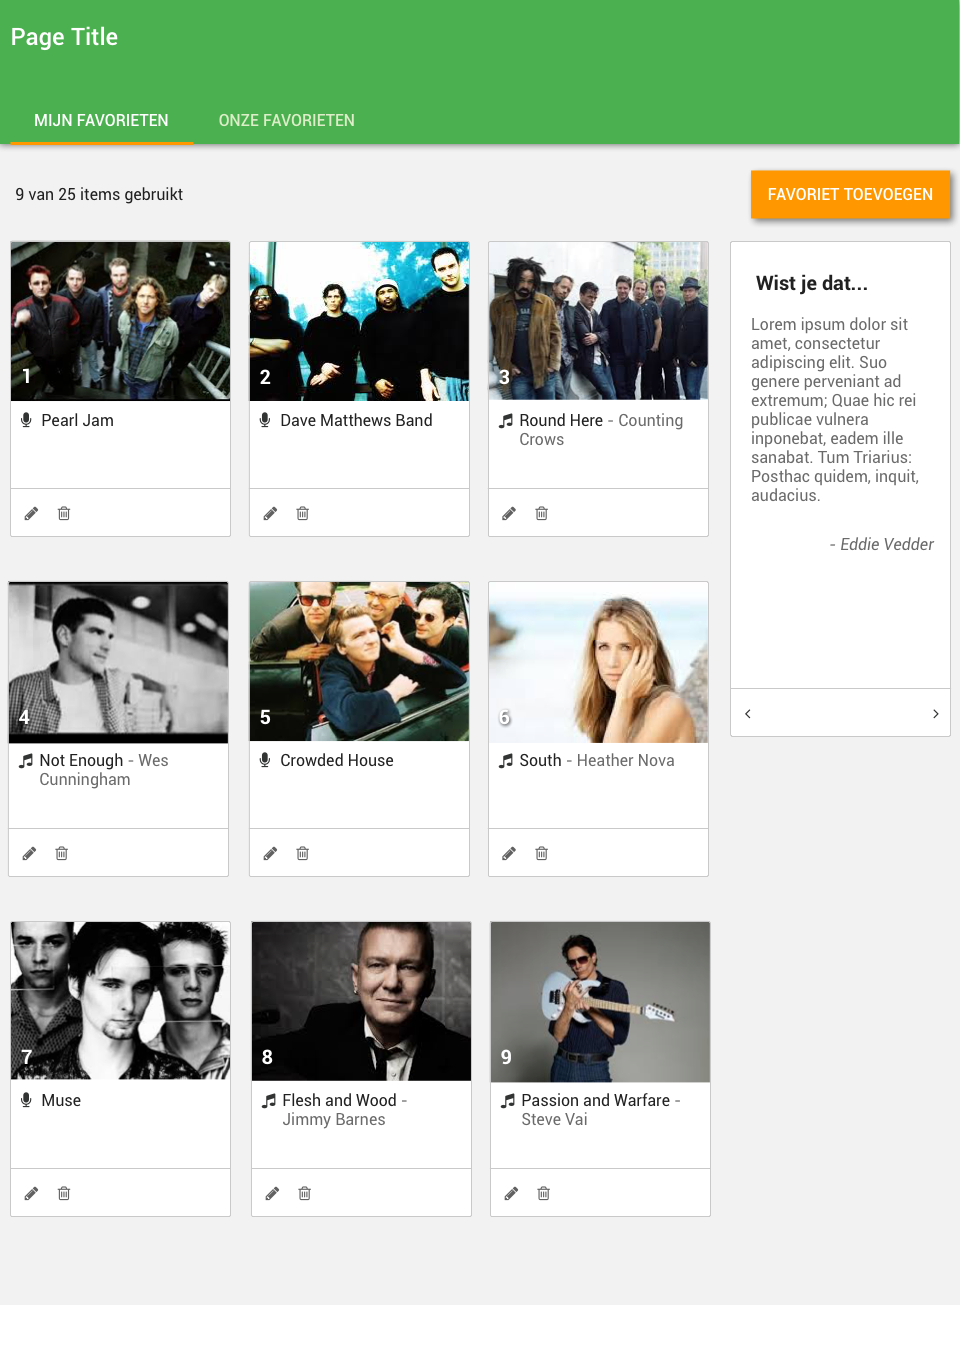 Page Title
MIJN FAVORIETEN
ONZE FAVORIETEN
9 van 25 items gebruikt
FAVORIET TOEVOEGEN
1
Pearl Jam
2
Dave Matthews Band
3
Round Here - Counting
Crows
Wist je dat...
Lorem ipsum dolor sit
amet, consectetur
adipiscing elit. Suo
genere perveniant ad
extremum; Quae hic rei
publicae vulnera
inponebat, eadem ille
sanabat. Tum Triarius:
Posthac quidem, inquit,
audacius.
- Eddie Vedder
4
Not Enough - Wes
Cunningham
5
Crowded House
6
South - Heather Nova
7
Muse
8
Flesh and Wood -
Jimmy Barnes
9
Passion and Warfare -
Steve Vai